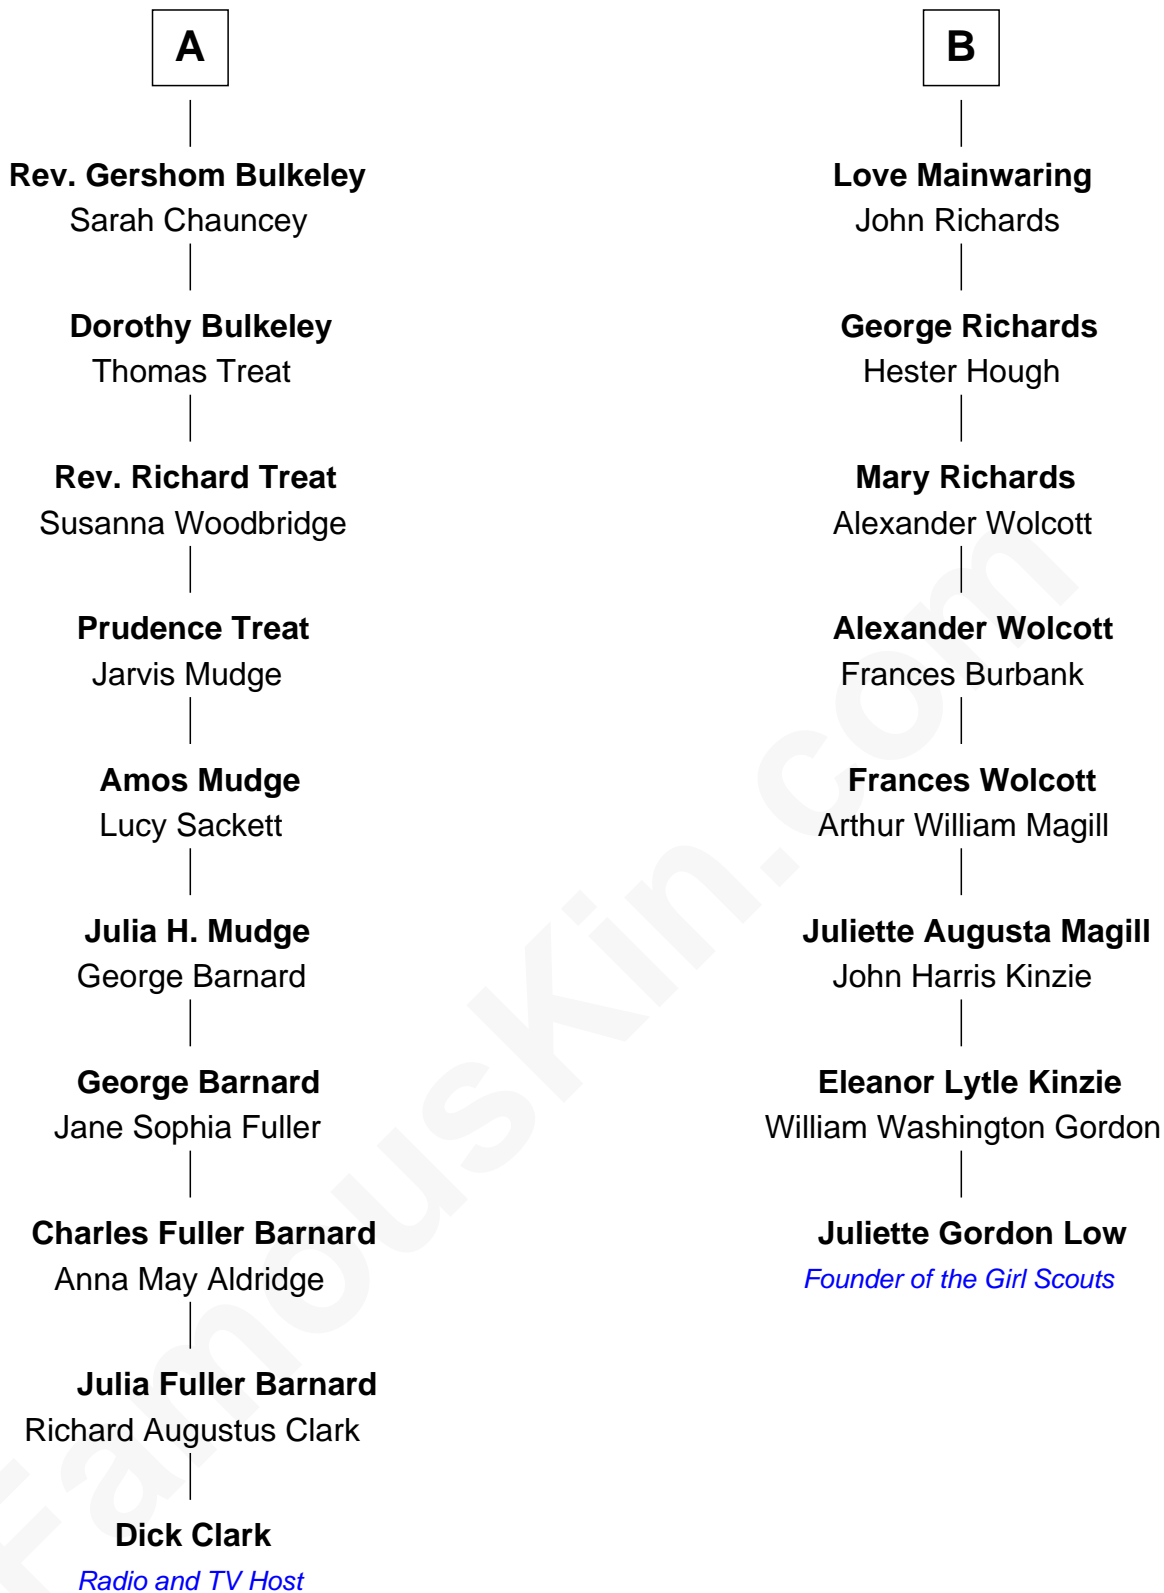 A
Rev. Gershom Bulkeley
Sarah Chauncey
Dorothy Bulkeley
Thomas Treat
Rev. Richard Treat
Susanna Woodbridge
Prudence Treat
Jarvis Mudge
Amos Mudge
Lucy Sackett
Julia H. Mudge
George Barnard
George Barnard
Jane Sophia Fuller
Charles Fuller Barnard
Anna May Aldridge
Julia Fuller Barnard
Richard Augustus Clark
Dick Clark
Radio and TV Host
B
Love Mainwaring
John Richards
George Richards
Hester Hough
Mary Richards
Alexander Wolcott
Alexander Wolcott
Frances Burbank
Frances Wolcott
Arthur William Magill
Juliette Augusta Magill
John Harris Kinzie
Eleanor Lytle Kinzie
William Washington Gordon
Juliette Gordon Low
Founder of the Girl Scouts
FamousKin.com